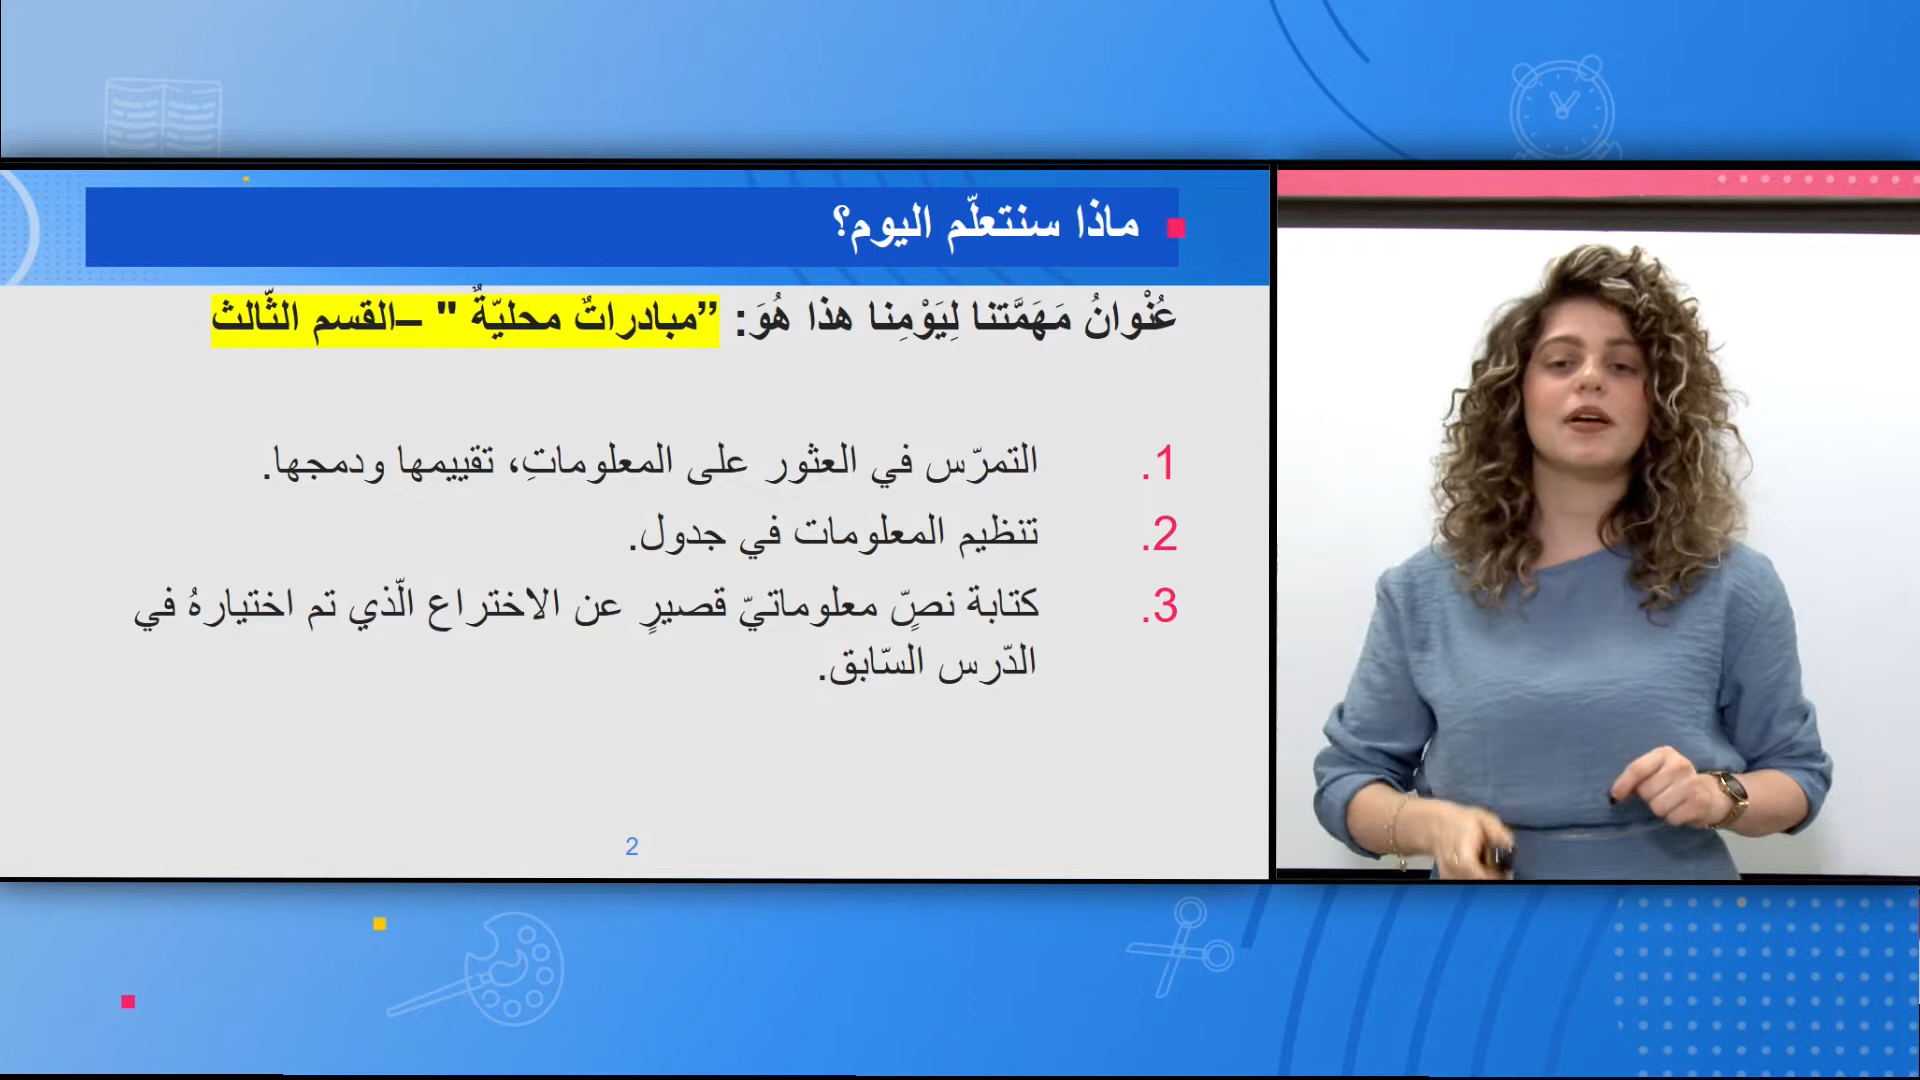 ماذا سنتعلّم اليوم؟
عُنْوانُ مَهَمَّتنا لِيَوْمِنا هذا هُوَ: ”مبادراتٌ محليّةٌ " –القسم الثّالث
1. التمرّس في العثور على المعلوماتِ، تقييمها ودمجها.
2. تنظيم المعلومات في جدول.
3. كتابة نصّ معلوماتيّ قصيرٍ عن الاختراع الّذي تم اختيارهُ في
الدّرس السّابق.
2